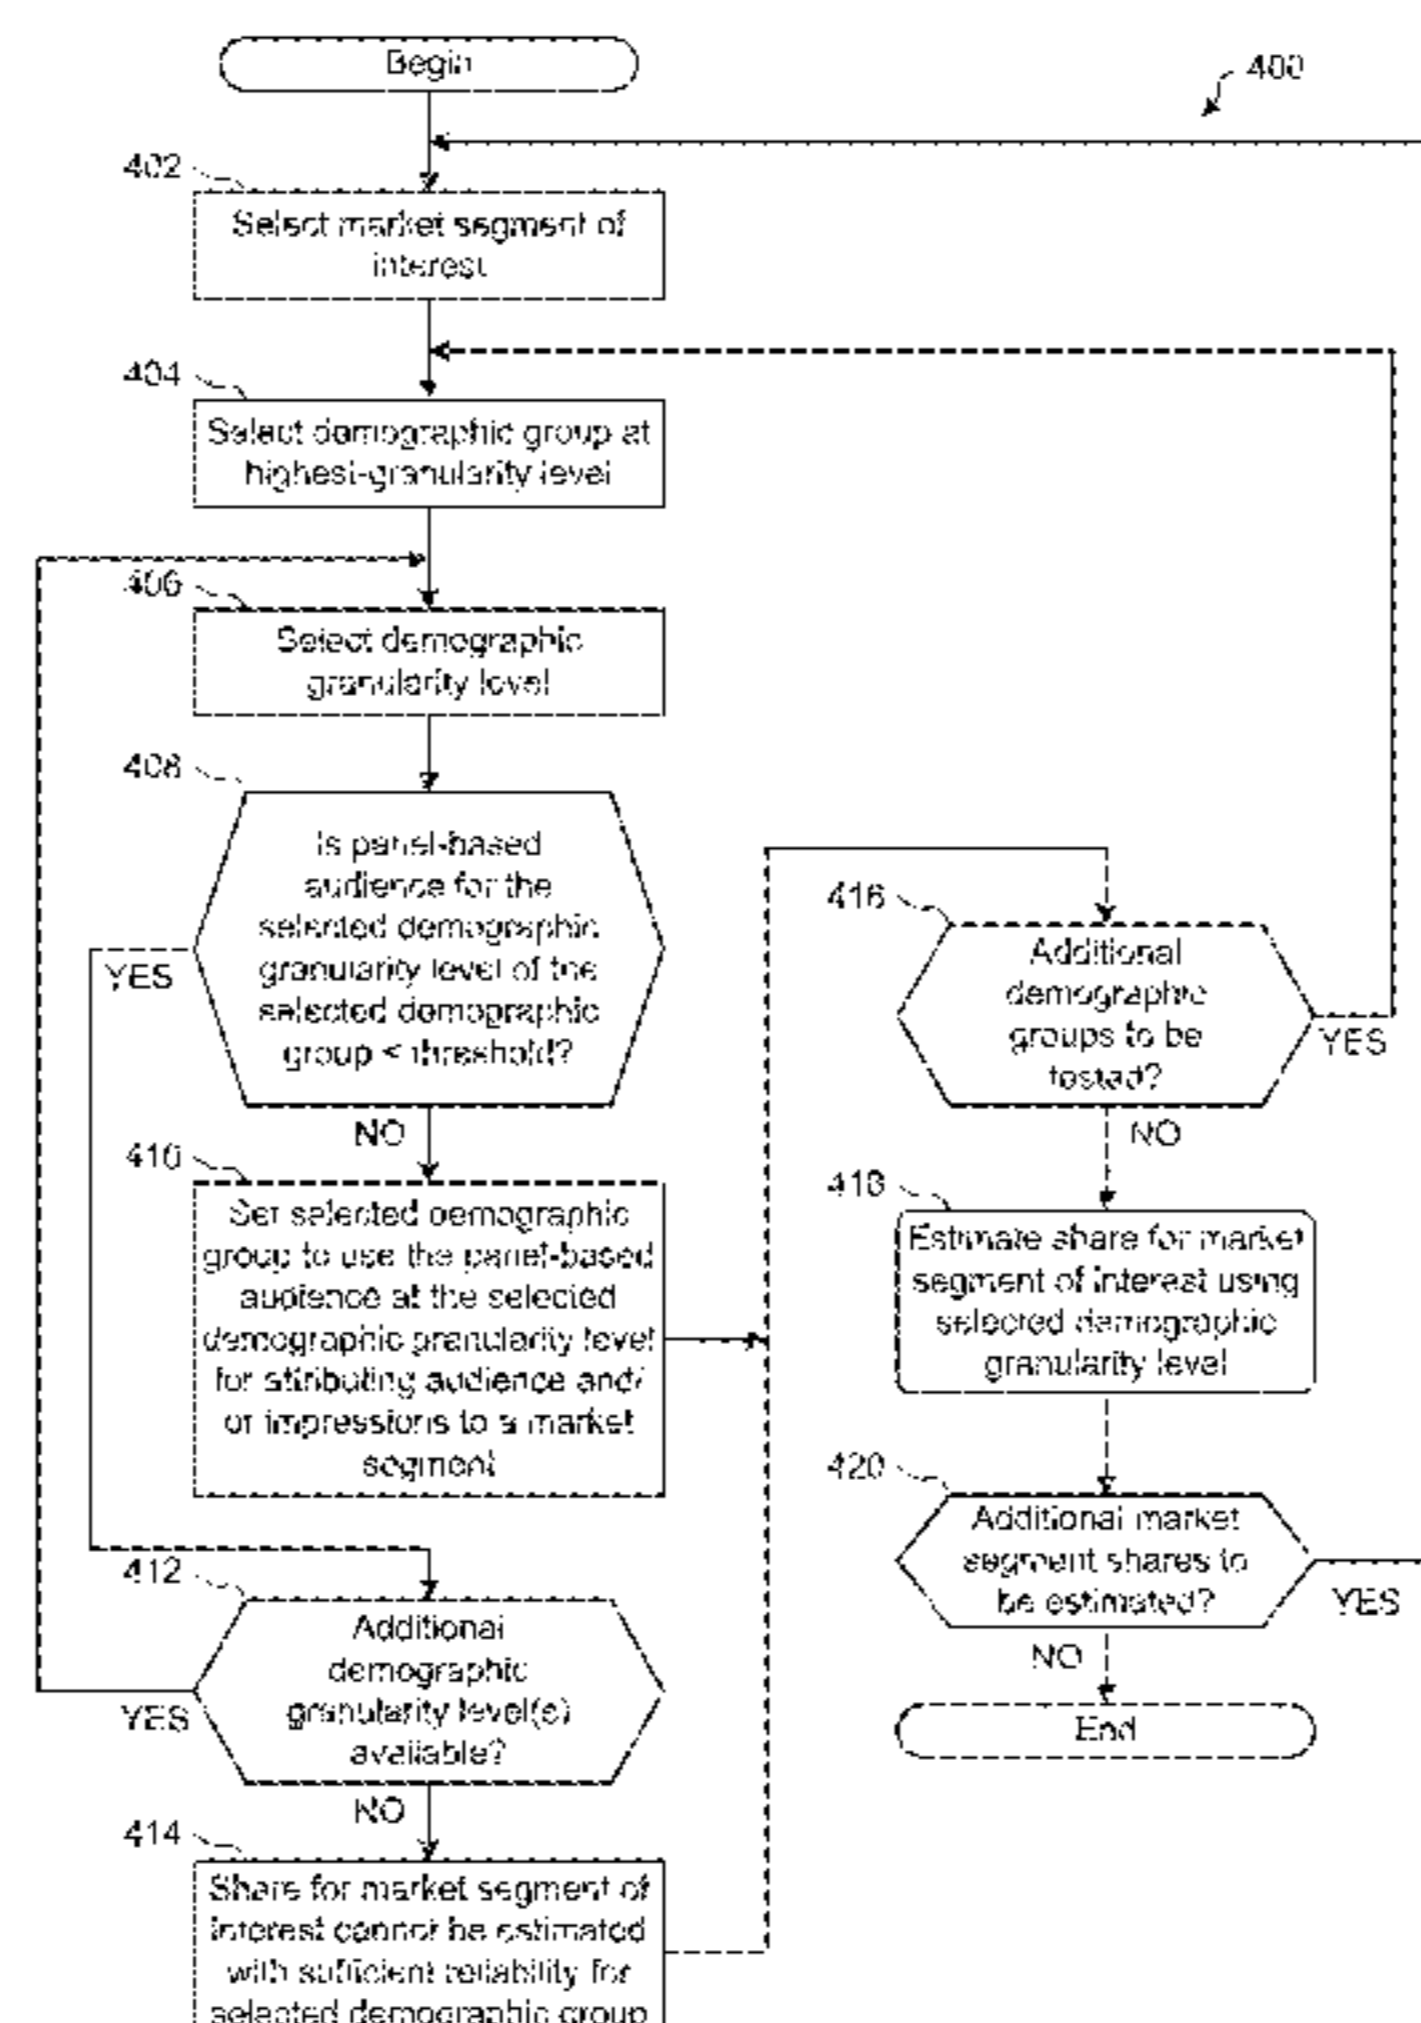 Begin
400
402
Select market segment of
interest
404
Select demographic group at
highest-granularity level
406
Select demographic
granularity level
408
Is panel-based
audience for the
selected demographic
granularity level of the
selected demographic
group < threshold?
YES
NO
410
Set selected demographic
group to use the panel-based
audience at the selected
demographic granularity level
for attributing audience and/
or impressions to a market
segment
412
Additional
demographic
granularity level(s)
available?
YES
NO
414
Share for market segment of
interest cannot be estimated
with sufficient reliability for
selected demographic group
416
Additional
demographic
groups to be
tested?
YES
NO
418
Estimate share for market
segment of interest using
selected demographic
granularity level
420
Additional market
segment shares to
be estimated?
YES
NO
End